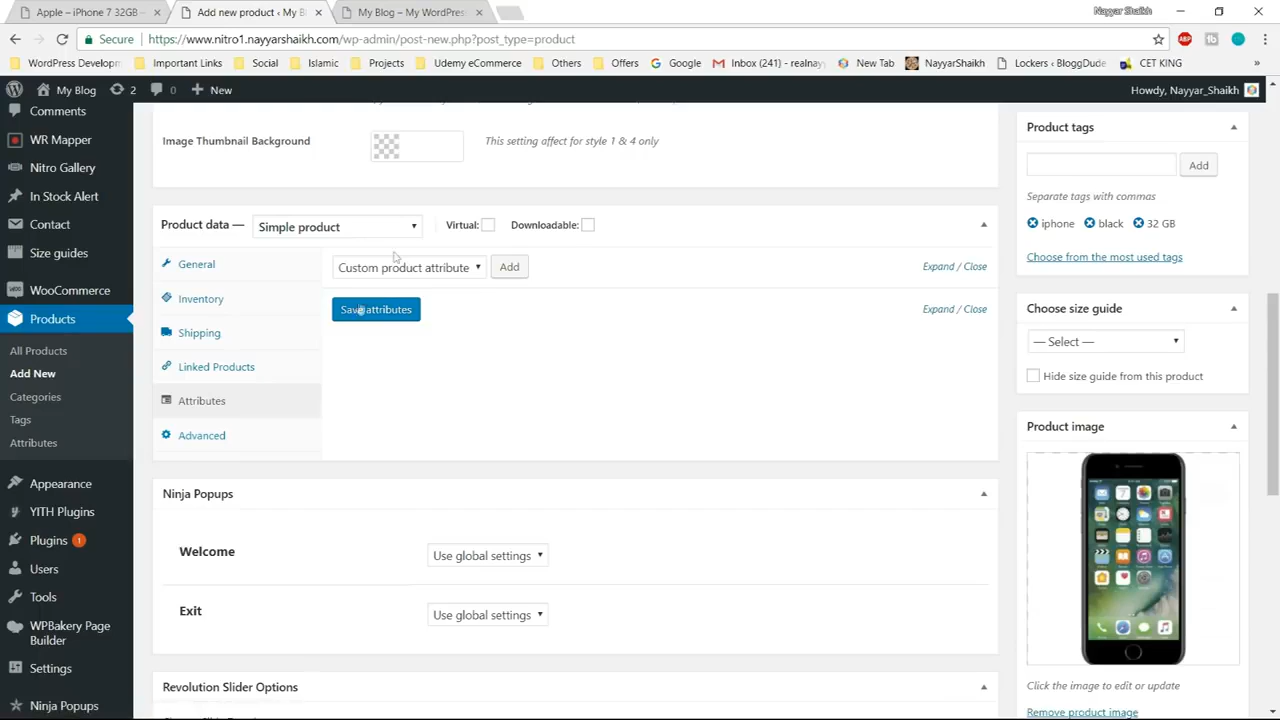 Apple – iPhone 7 32GB –
Add new product ‹ My Bl
My Blog – My WordPres
Nayyar Shaikh
Secure
https://www.nitro1.nayyarshaikh.com/wp-admin/post-new.php?post_type=product
WordPress Developm
Important Links
Social
Islamic
Projects
Udemy eCommerce
Others
Offers
Google
Inbox (241) - realnay
New Tab
NayyarShaikh
Lockers ‹ BloggDude
CET KING
»
My Blog
2
0
New
Howdy, Nayyar_Shaikh
Comments
WR Mapper
Nitro Gallery
In Stock Alert
Contact
Size guides
WooCommerce
Products
All Products
Add New
Categories
Tags
Attributes
Appearance
YITH Plugins
Plugins 1
Users
Tools
WPBakery Page
Builder
Settings
Ninja Popups
Image Thumbnail Background
This setting affect for style 1 & 4 only
Product data —
Simple product
Virtual:
Downloadable:
General
Inventory
Shipping
Linked Products
Attributes
Advanced
Custom product attribute
Add
Expand / Close
Save attributes
Expand / Close
Ninja Popups
Welcome
Use global settings
Exit
Use global settings
Revolution Slider Options
Product tags
Add
Separate tags with commas
iphone
black
32 GB
Choose from the most used tags
Choose size guide
— Select —
Hide size guide from this product
Product image
Click the image to edit or update
Remove product image